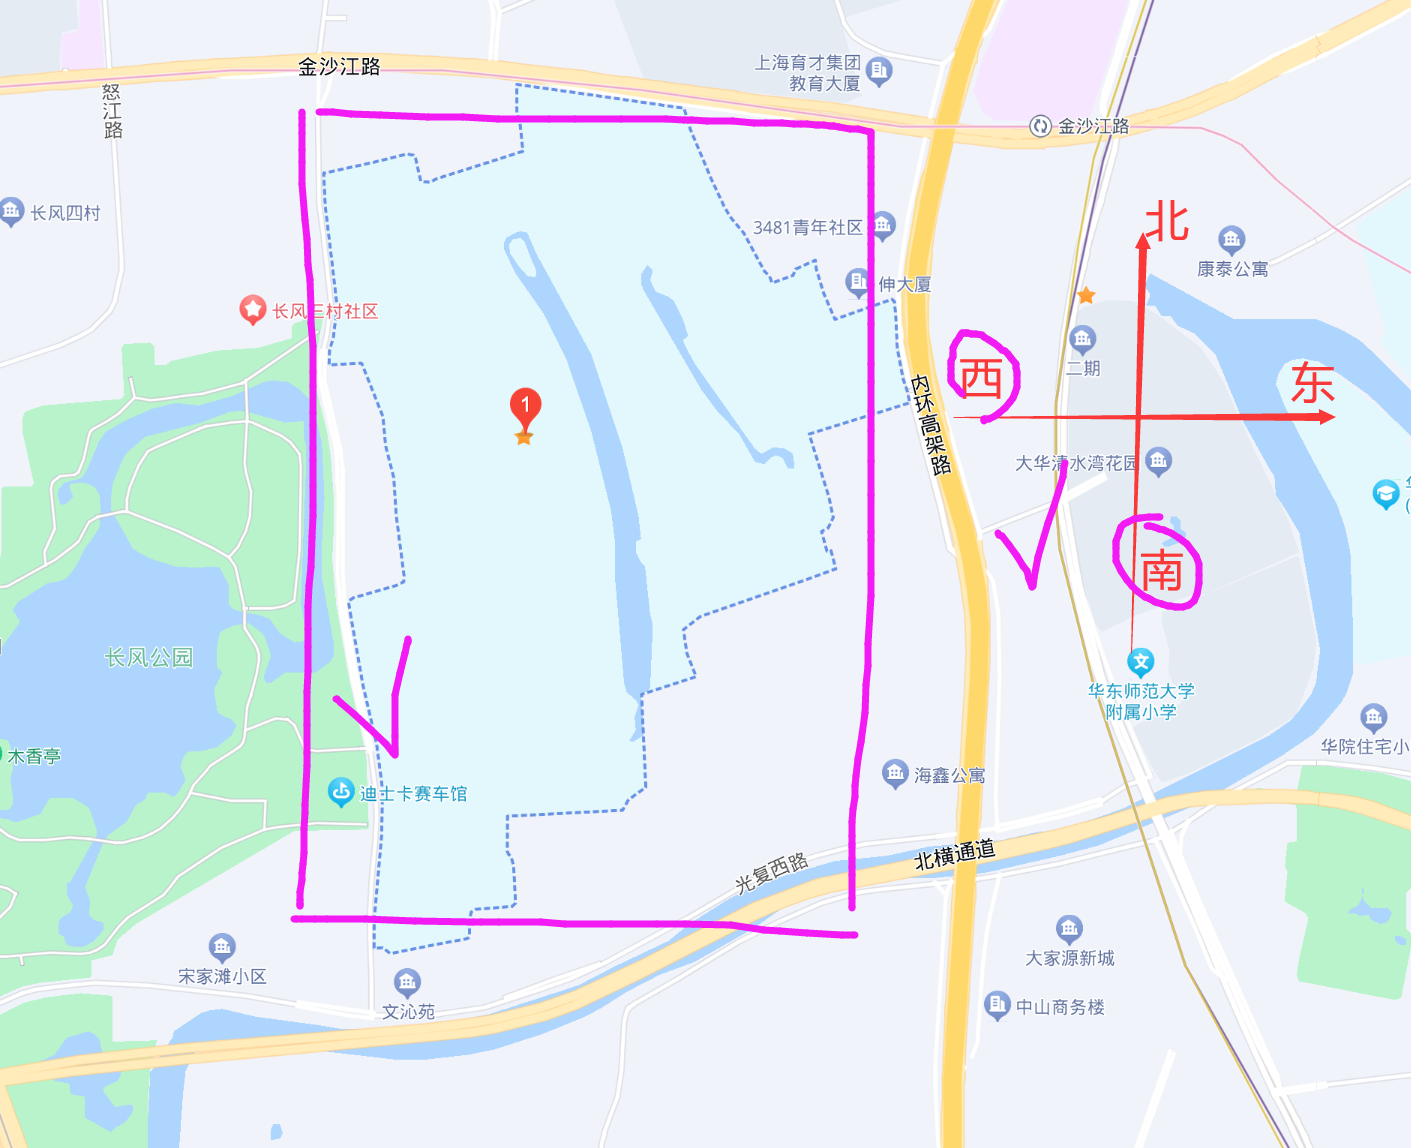 金沙江路
怒江路
上海育才集团
教育大厦
金沙江路
长风四村
3481青年社区
北
康泰公寓
伸大厦
长风三村社区
西
二期
东
内环高架路
1
大华清水湾花园
华
(
南
长风公园
文
华东师范大学
附属小学
木香亭
华院住宅小
迪士卡赛车馆
海鑫公寓
光复西路
北横通道
宋家滩小区
文沁苑
大家源新城
中山商务楼